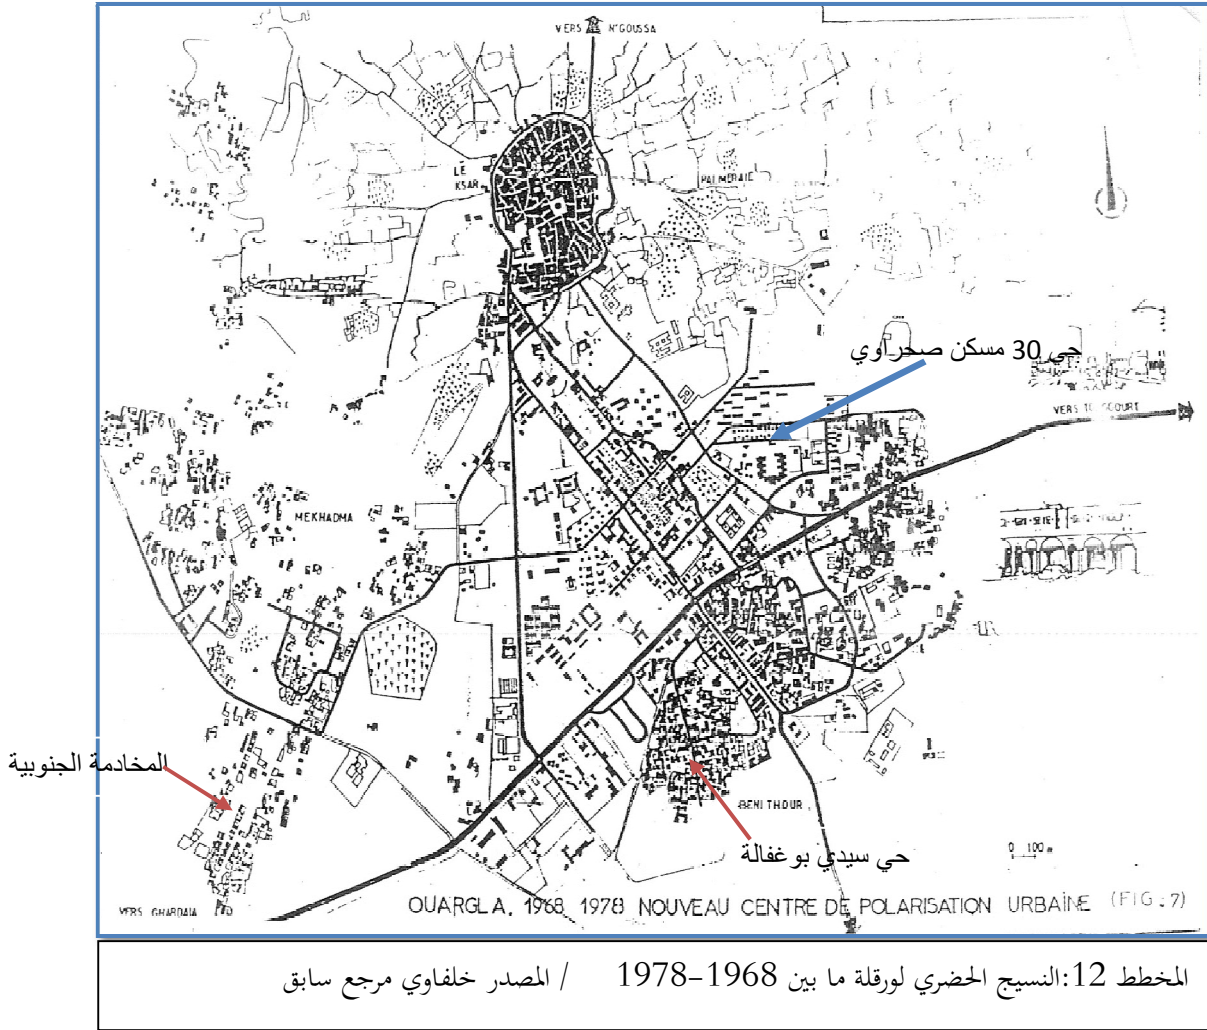 VERS N'GOUSSA
LE
KSAR
PALMERAIE
حي 30 مسكن صحراوي
MEKHADMA
المخادمة الجنوبية
BENI THOUR
حي سيدي بوغفالة
0 100 m
VERS GHARDAIA
OUARGLA, 1968 1978 NOUVEAU CENTRE DE POLARISATION URBAINE (FIG : 7)
المخطط 12:النسيج الحضري لورقلة ما بين 1968-1978 / المصدر خلفاوي مرجع سابق